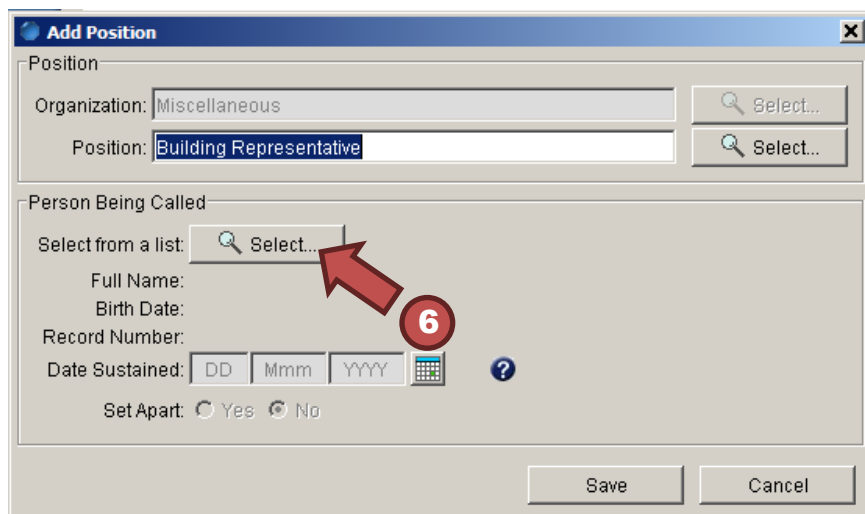 Add Position
Position
Organization: Miscellaneous Select...
Position: Building Representative Select...
Person Being Called
Select from a list: Select...
Full Name:
Birth Date:
6
Record Number:
Date Sustained: DD Mmm YYYY ?
Set Apart: Yes No
Save Cancel